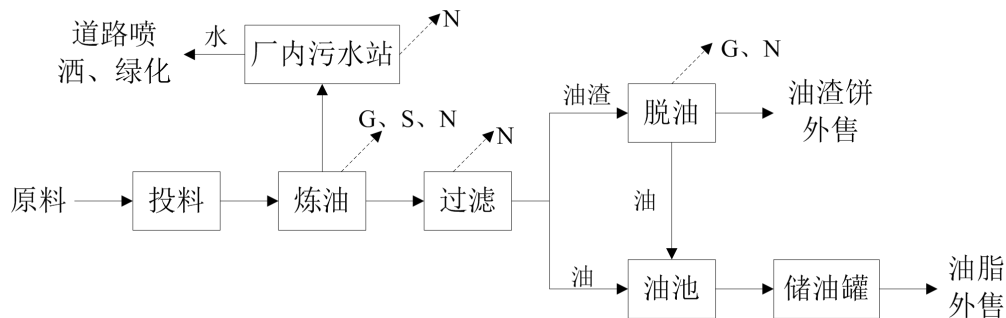 道路喷
洒、绿化
水
厂内污水站
N
G、S、N
N
G、N
油渣
脱油
油渣饼
外售
原料
投料
炼油
过滤
油
油
油池
储油罐
油脂
外售